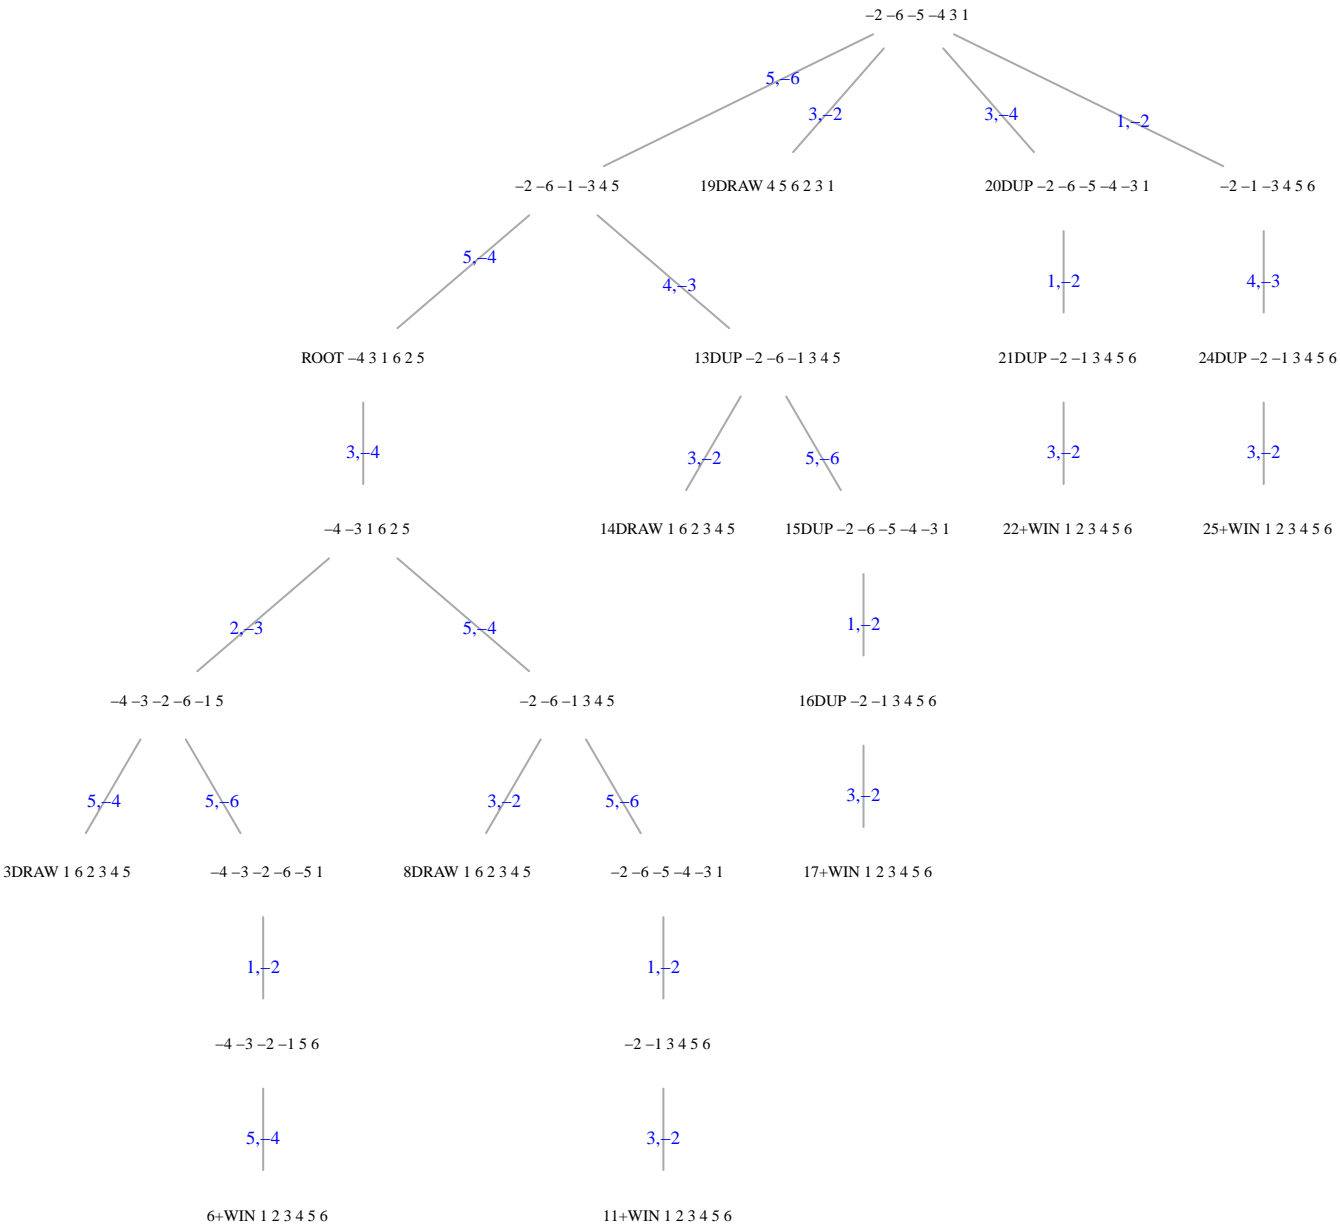 −2 −6 −5 −4 3 1
5,−6
3,−2
3,−4
1,−2
−2 −6 −1 −3 4 5
19DRAW 4 5 6 2 3 1
20DUP −2 −6 −5 −4 −3 1
−2 −1 −3 4 5 6
5,−4
4,−3
1,−2
4,−3
ROOT −4 3 1 6 2 5
13DUP −2 −6 −1 3 4 5
21DUP −2 −1 3 4 5 6
24DUP −2 −1 3 4 5 6
3,−4
3,−2
5,−6
3,−2
3,−2
−4 −3 1 6 2 5
14DRAW 1 6 2 3 4 5
15DUP −2 −6 −5 −4 −3 1
22+WIN 1 2 3 4 5 6
25+WIN 1 2 3 4 5 6
2,−3
5,−4
1,−2
−4 −3 −2 −6 −1 5
−2 −6 −1 3 4 5
16DUP −2 −1 3 4 5 6
5,−4
5,−6
3,−2
5,−6
3,−2
3DRAW 1 6 2 3 4 5
−4 −3 −2 −6 −5 1
8DRAW 1 6 2 3 4 5
−2 −6 −5 −4 −3 1
17+WIN 1 2 3 4 5 6
1,−2
1,−2
−4 −3 −2 −1 5 6
−2 −1 3 4 5 6
5,−4
3,−2
6+WIN 1 2 3 4 5 6
11+WIN 1 2 3 4 5 6